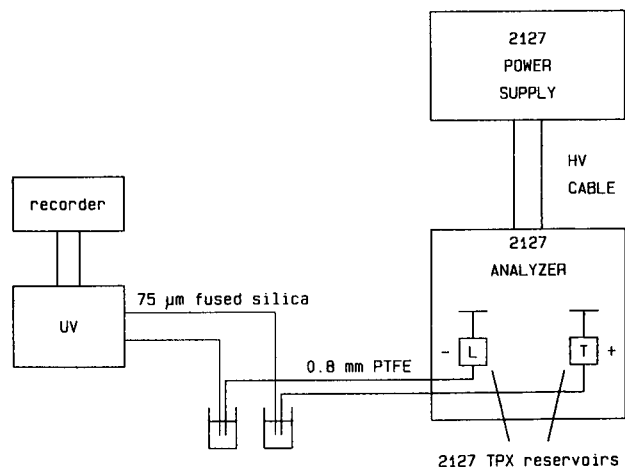 2127
POWER
SUPPLY
HV
CABLE
recorder
2127
ANALYZER
75 µm fused silica
UV
- L
T +
0.8 mm PTFE
2127 TPX reservoirs